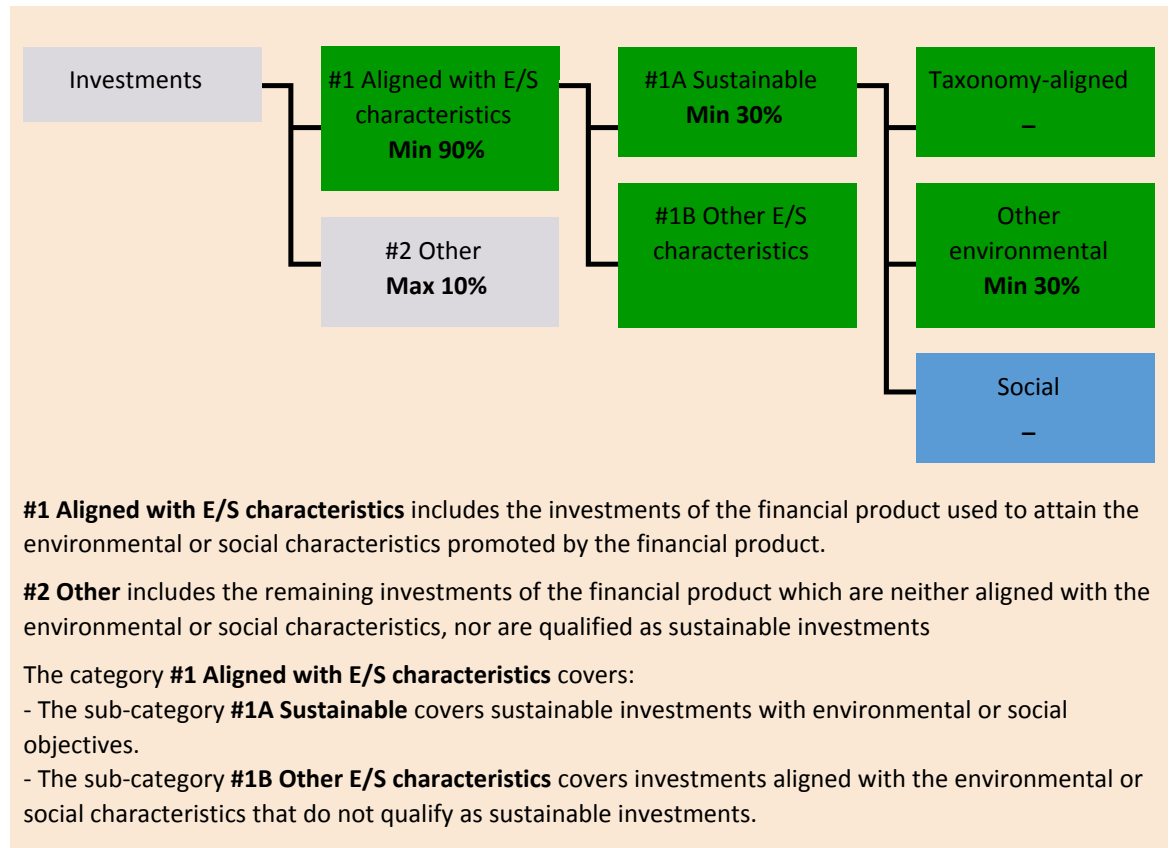 Investments
#1 Aligned with E/S
characteristics
Min 90%
#2 Other
Max 10%
#1A Sustainable
Min 30%
#1B Other E/S
characteristics
Taxonomy-aligned
–
Other
environmental
Min 30%
Social
–
#1 Aligned with E/S characteristics includes the investments of the financial product used to attain the
environmental or social characteristics promoted by the financial product.
#2 Other includes the remaining investments of the financial product which are neither aligned with the
environmental or social characteristics, nor are qualified as sustainable investments
The category #1 Aligned with E/S characteristics covers:
- The sub-category #1A Sustainable covers sustainable investments with environmental or social
objectives.
- The sub-category #1B Other E/S characteristics covers investments aligned with the environmental or
social characteristics that do not qualify as sustainable investments.